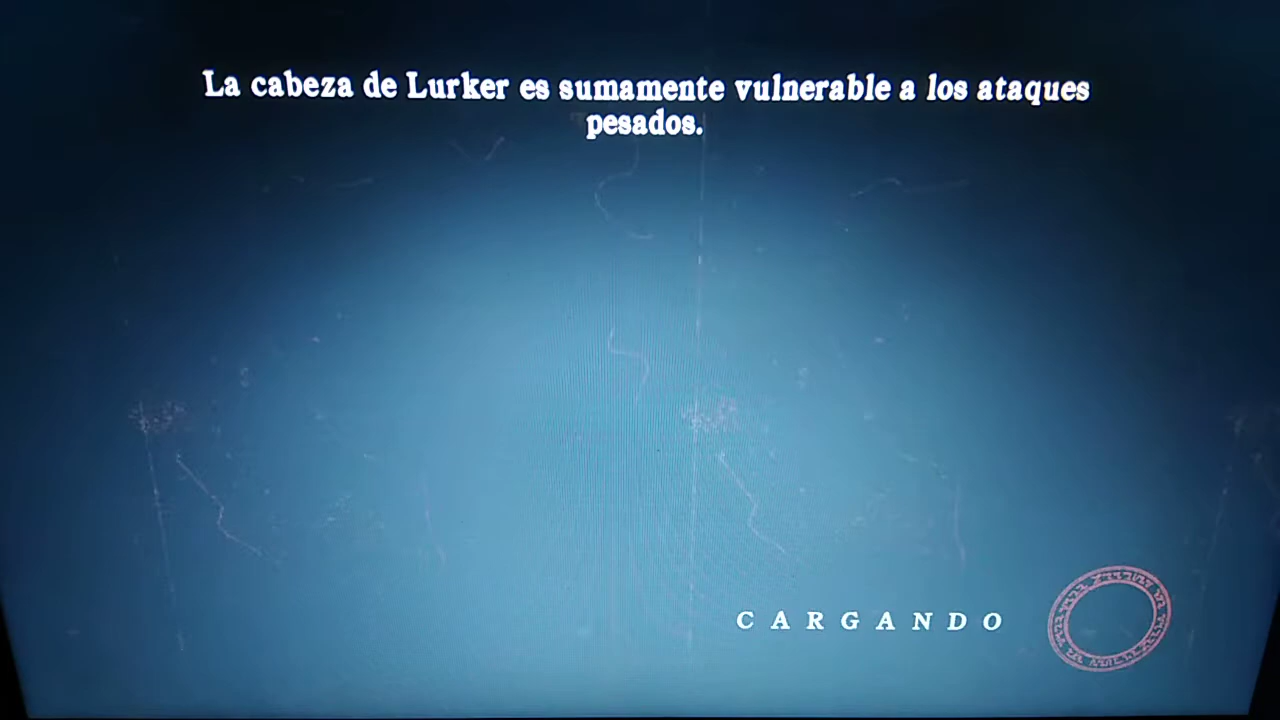 La cabeza de Lurker es sumamente vulnerable a los ataques
pesados.
CARGANDO